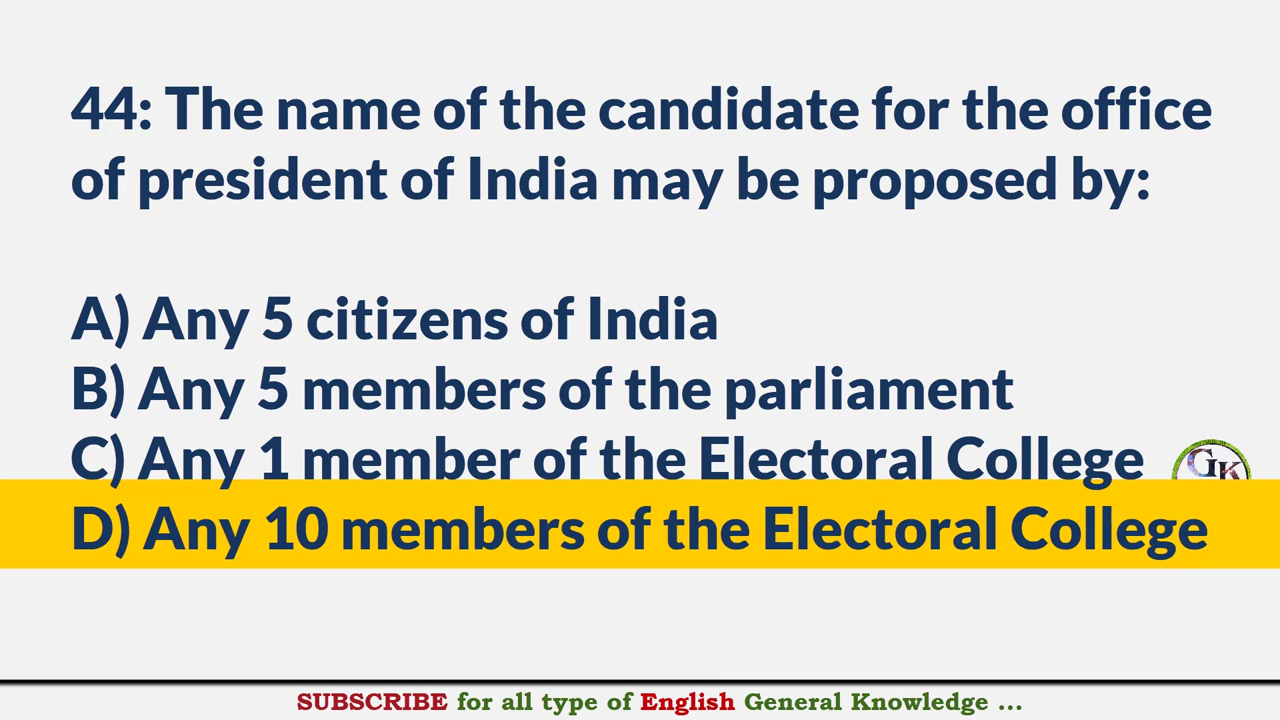 44: The name of the candidate for the office
of president of India may be proposed by:
A) Any 5 citizens of India
B) Any 5 members of the parliament
C) Any 1 member of the Electoral College
GK
D) Any 10 members of the Electoral College
SUBSCRIBE for all type of English General Knowledge ...